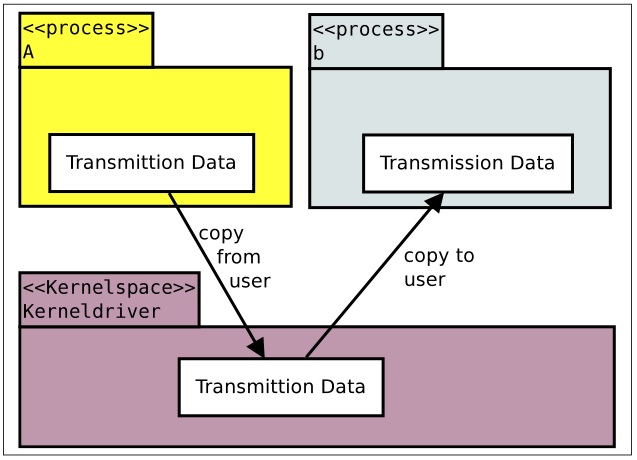 <<process>>
A
Transmittion Data
<<process>>
b
Transmission Data
copy
from
user
copy to
user
<<Kernelspace>>
Kerneldriver
Transmittion Data